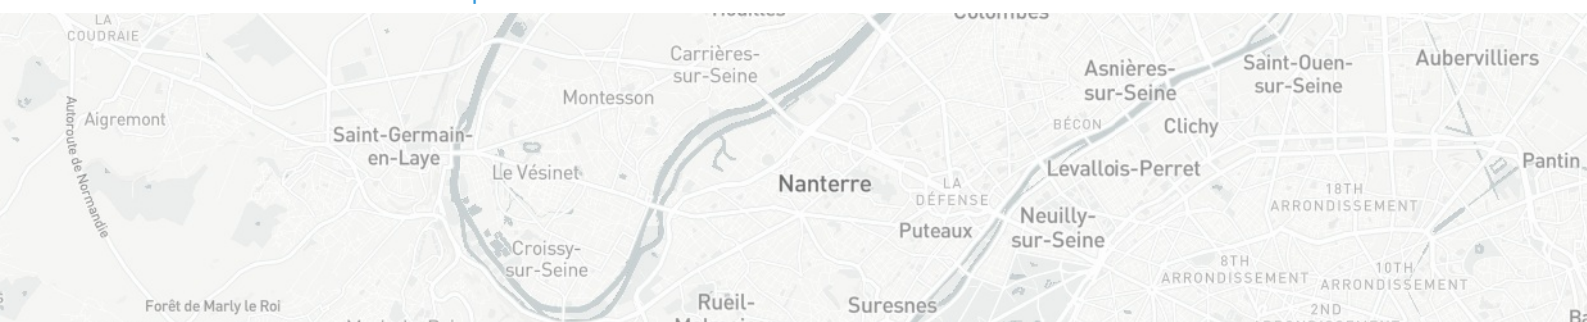 LA
COUDRAIE
Colombes
Carrières-
sur-Seine
Asnières-
sur-Seine
Saint-Ouen-
sur-Seine
Aubervilliers
Montesson
Aigremont
Autoroute de Normandie
Saint-Germain-
en-Laye
BÉCON
Clichy
Le Vésinet
Nanterre
LA
DÉFENSE
Levallois-Perret
Pantin
18TH
ARRONDISSEMENT
Puteaux
Neuilly-
sur-Seine
Croissy-
sur-Seine
8TH
ARRONDISSEMENT
10TH
ARRONDISSEMENT
Forêt de Marly le Roi
Rueil-
Suresnes
2ND